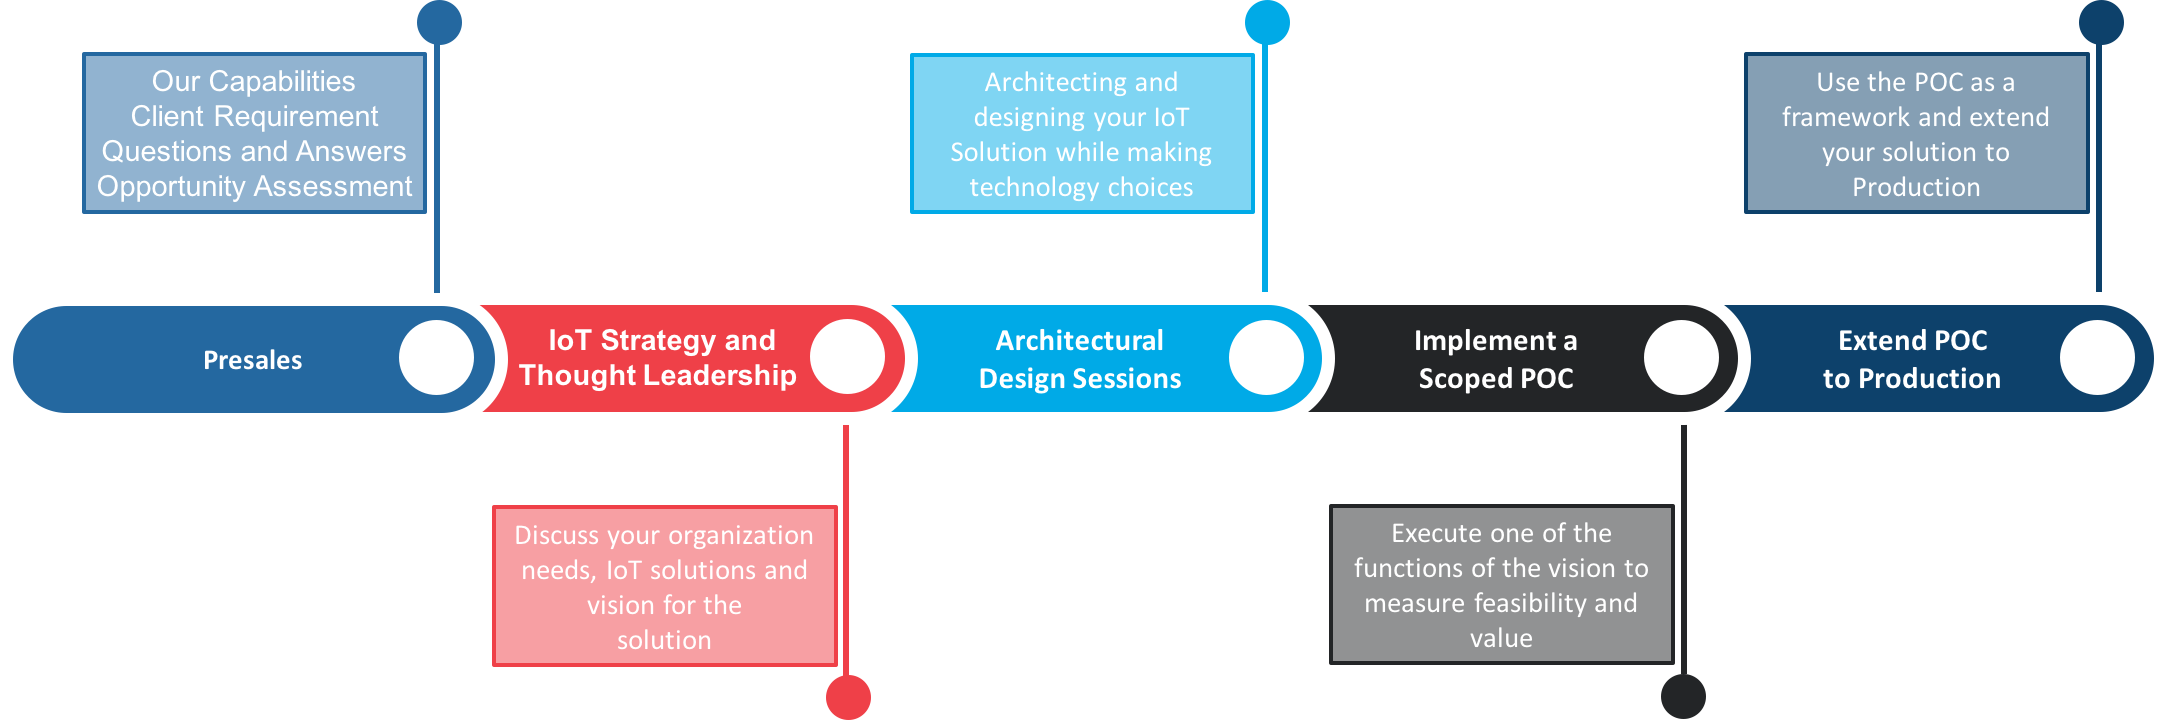 Our Capabilities
Client Requirement
Questions and Answers
Opportunity Assessment
Architecting and
designing your IoT
Solution while making
technology choices
Use the POC as a
framework and extend
your solution to
Production
Presales
IoT Strategy and
Thought Leadership
Architectural
Design Sessions
Implement a
Scoped POC
Extend POC
to Production
Discuss your organization
needs, IoT solutions and
vision for the
solution
Execute one of the
functions of the vision to
measure feasibility and
value